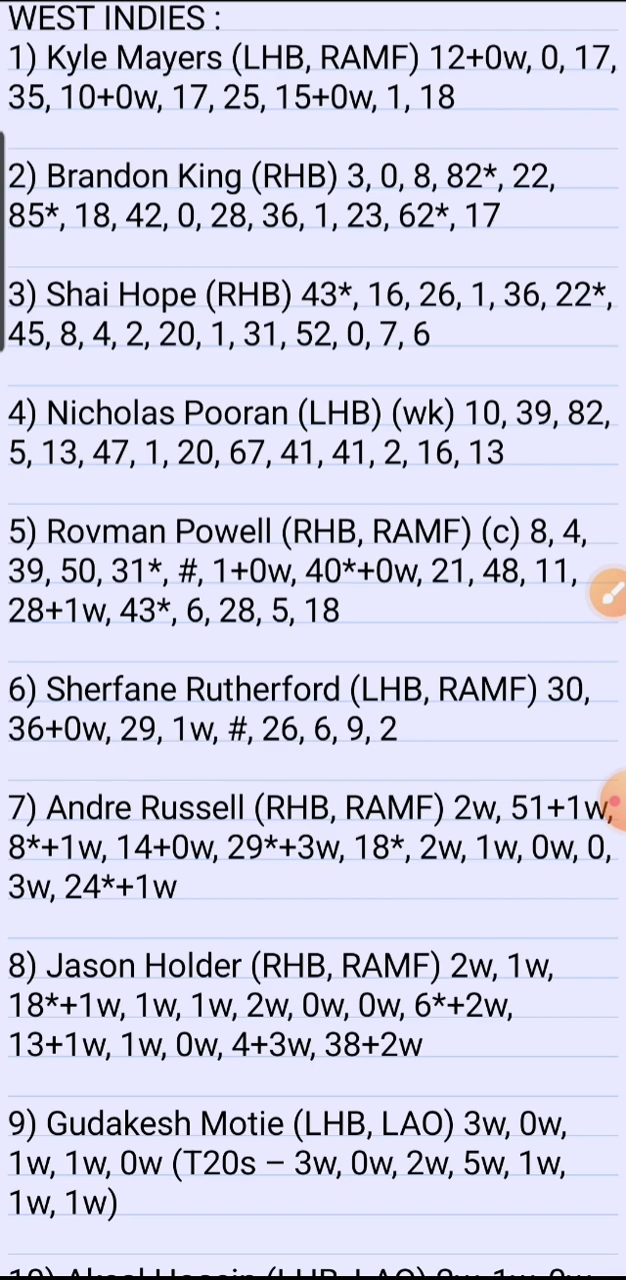 WEST INDIES :
1) Kyle Mayers (LHB, RAMF) 12+0w, 0, 17,
35, 10+0w, 17, 25, 15+0w, 1, 18
2) Brandon King (RHB) 3, 0, 8, 82*, 22,
85*, 18, 42, 0, 28, 36, 1, 23, 62*, 17
3) Shai Hope (RHB) 43*, 16, 26, 1, 36, 22*,
45, 8, 4, 2, 20, 1, 31, 52, 0, 7, 6
4) Nicholas Pooran (LHB) (wk) 10, 39, 82,
5, 13, 47, 1, 20, 67, 41, 41, 2, 16, 13
5) Rovman Powell (RHB, RAMF) (c) 8, 4,
39, 50, 31*, #, 1+0w, 40*+0w, 21, 48, 11,
28+1w, 43*, 6, 28, 5, 18
6) Sherfane Rutherford (LHB, RAMF) 30,
36+0w, 29, 1w, #, 26, 6, 9, 2
7) Andre Russell (RHB, RAMF) 2w, 51+1w,
8*+1w, 14+0w, 29*+3w, 18*, 2w, 1w, 0w, 0,
3w, 24*+1w
8) Jason Holder (RHB, RAMF) 2w, 1w,
18*+1w, 1w, 1w, 2w, 0w, 0w, 6*+2w,
13+1w, 1w, 0w, 4+3w, 38+2w
9) Gudakesh Motie (LHB, LAO) 3w, 0w,
1w, 1w, 0w (T20s – 3w, 0w, 2w, 5w, 1w,
1w, 1w)